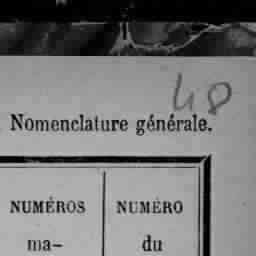 48
Nomenclature générale.
NUMÉROS NUMÉRO
ma- du